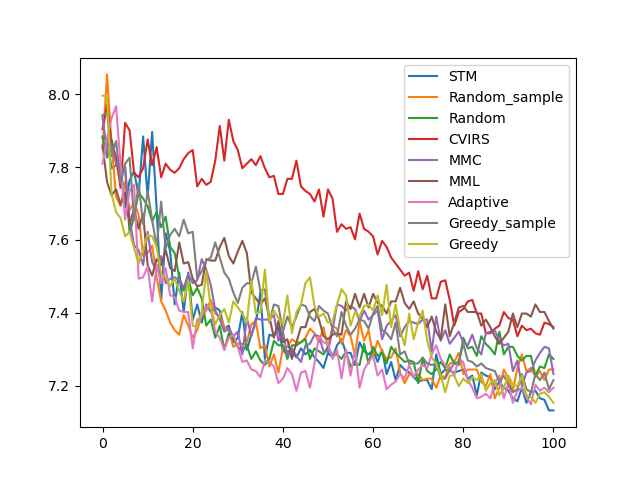 8.0
7.8
7.6
7.4
7.2
0
20
40
60
80
100
STM
Random_sample
Random
CVIRS
MMC
MML
Adaptive
Greedy_sample
Greedy